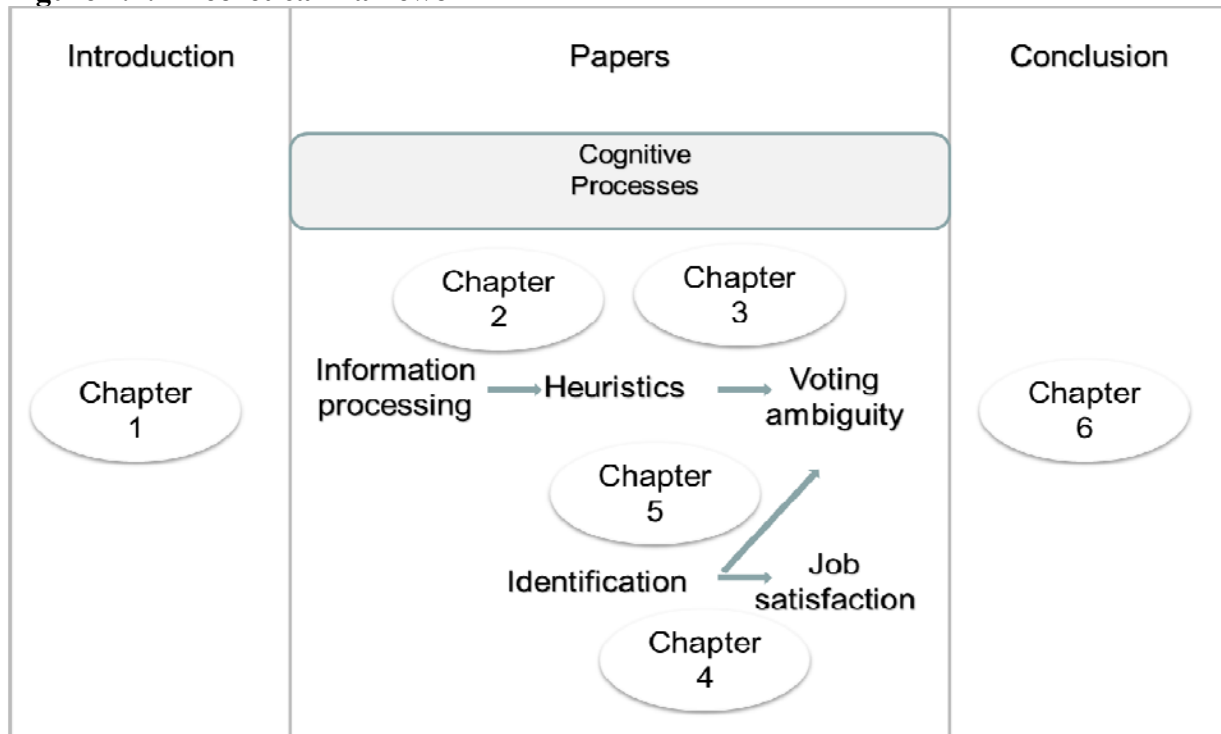 Introduction
Papers
Conclusion
Cognitive
Processes
Chapter
2
Chapter
3
Information
processing
Heuristics
Voting
ambiguity
Chapter
1
Chapter
6
Chapter
5
Identification
Job
satisfaction
Chapter
4